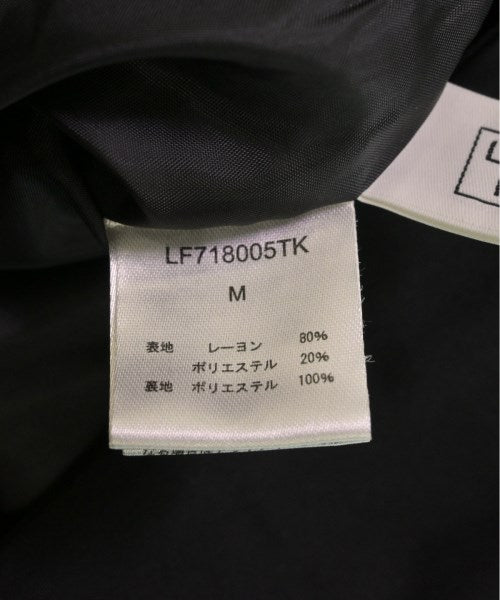 LF718005TK
M
表地 レーヨン 80%
ポリエステル 20%
裏地 ポリエステル 100%